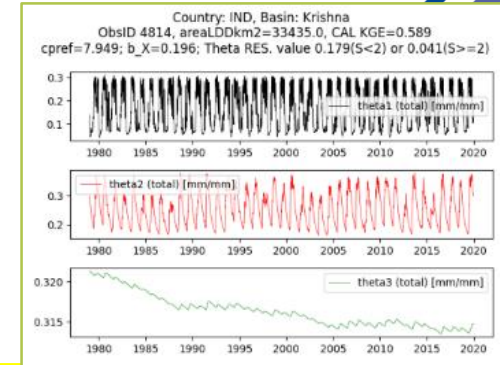 Country: IND, Basin: Krishna
ObsID 4814, areaLDDkm2=33435.0, CAL KGE=0.589
cpref=7.949; b_X=0.196; Theta RES. value 0.179(S<2) or 0.041(S>=2)
0.3
0.2
0.1
theta1 (total) [mm/mm]
1980 1985 1990 1995 2000 2005 2010 2015 2020
theta2 (total) [mm/mm]
0.3
0.2
1980 1985 1990 1995 2000 2005 2010 2015 2020
theta3 (total) [mm/mm]
0.320
0.315
1980 1985 1990 1995 2000 2005 2010 2015 2020